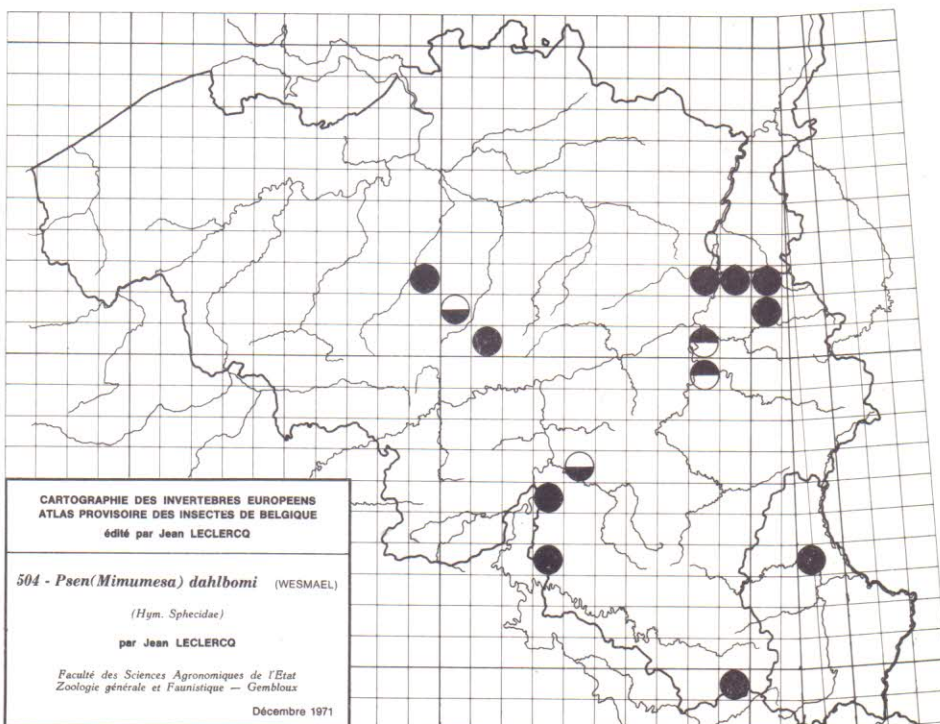 CARTOGRAPHIE DES INVERTEBRES EUROPEENS
ATLAS PROVISOIRE DES INSECTES DE BELGIQUE
édité par Jean LECLERCQ
504 - Psen(Mimumesa) dahlbomi (WESMAEL)
(Hym. Sphecidae)
par Jean LECLERCQ
Faculté des Sciences Agronomiques de l'Etat
Zoologie générale et Faunistique — Gembloux
Décembre 1971